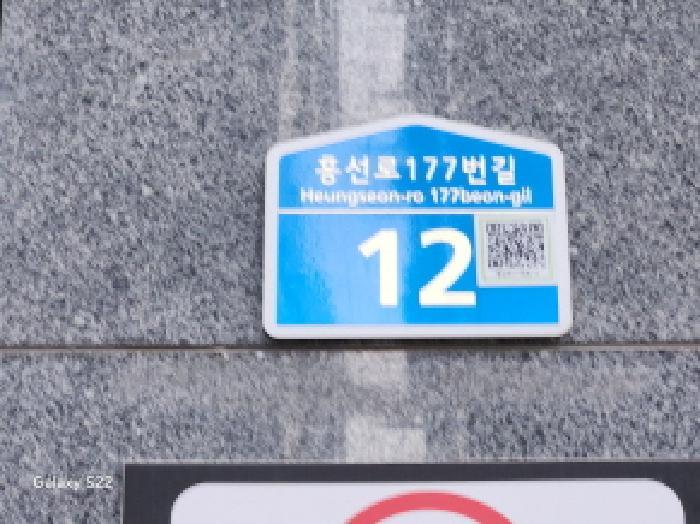 흥선로177번길
Heungseon-ro 177beon-gil
12
Galaxy S22